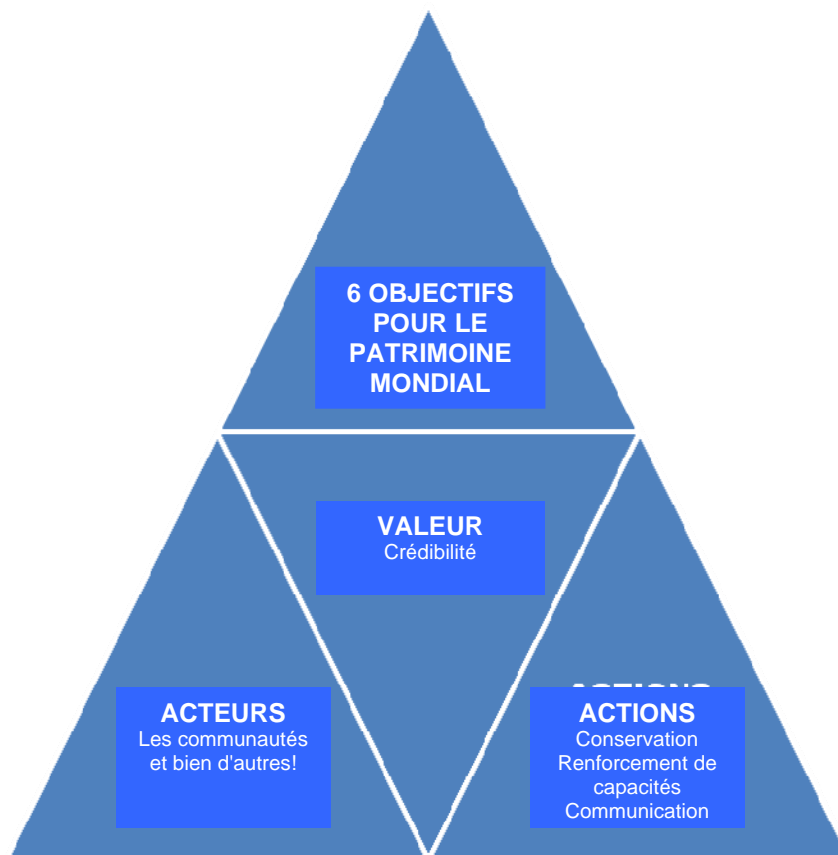 6 OBJECTIFS
POUR LE
PATRIMOINE
MONDIAL
VALEUR
Crédibilité
ACTEURS
Les communautés
et bien d'autres!
ACTIONS
ACTIONS
Conservation
Renforcement de
capacités
Communication